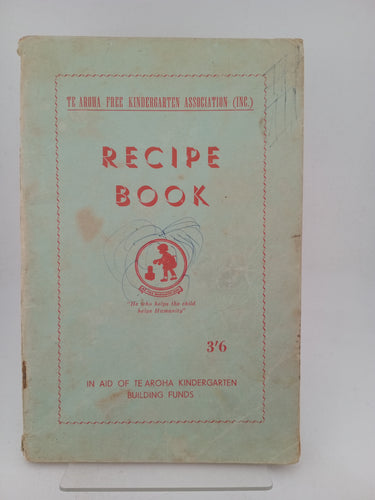 TE AROHA FREE KINDERGARTEN ASSOCIATION (INC.)
RECIPE
BOOK
"He who helps the child
helps Humanity"
3'6
IN AID OF TE AROHA KINDERGARTEN
BUILDING FUNDS